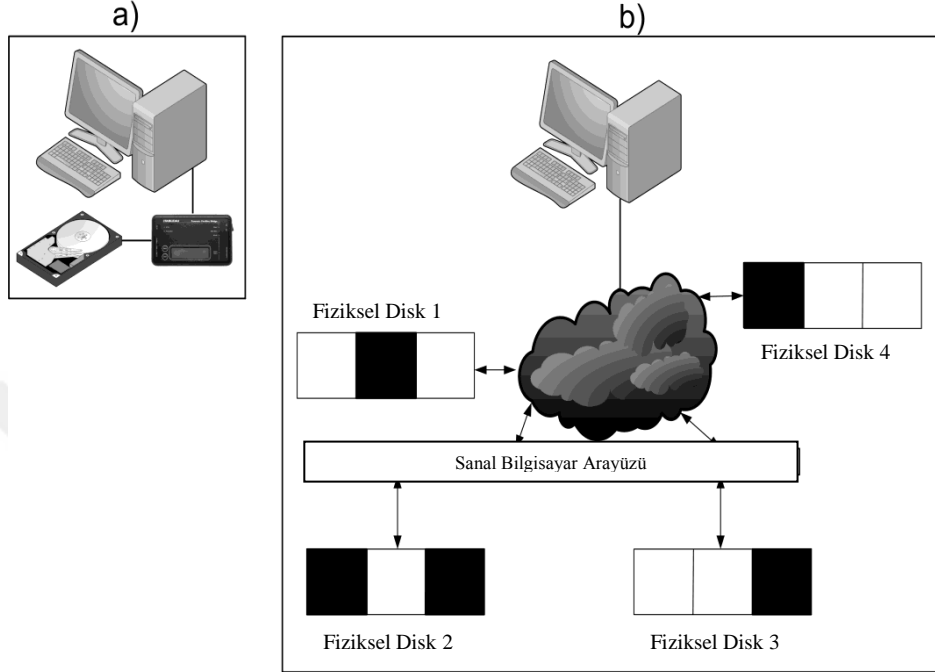 a)
b)
Fiziksel Disk 1
Fiziksel Disk 4
Sanal Bilgisayar Arayüzü
Fiziksel Disk 2
Fiziksel Disk 3